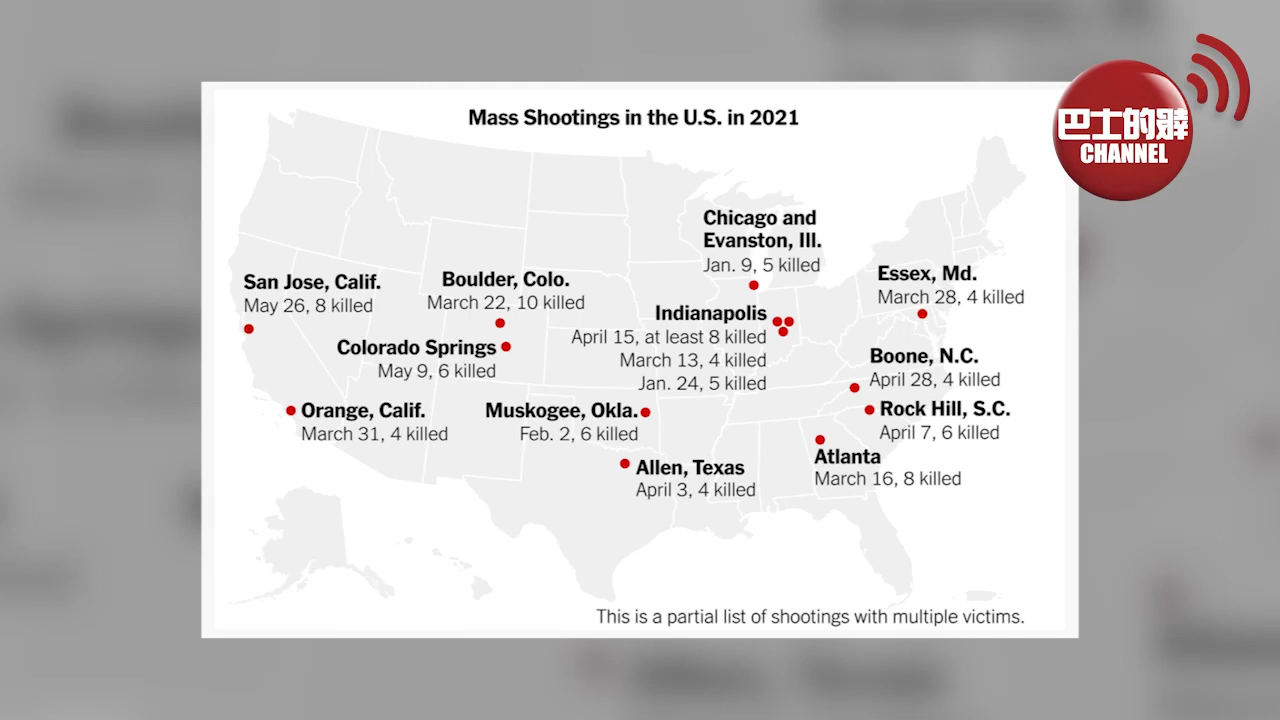 Mass Shootings in the U.S. in 2021
巴士的報
CHANNEL
Chicago and
Evanston, Ill.
Jan. 9, 5 killed
San Jose, Calif.
May 26, 8 killed
Boulder, Colo.
March 22, 10 killed
Essex, Md.
March 28, 4 killed
Indianapolis
April 15, at least 8 killed
March 13, 4 killed
Jan. 24, 5 killed
Colorado Springs
May 9, 6 killed
Boone, N.C.
April 28, 4 killed
Orange, Calif.
March 31, 4 killed
Muskogee, Okla.
Feb. 2, 6 killed
Rock Hill, S.C.
April 7, 6 killed
Allen, Texas
April 3, 4 killed
Atlanta
March 16, 8 killed
This is a partial list of shootings with multiple victims.